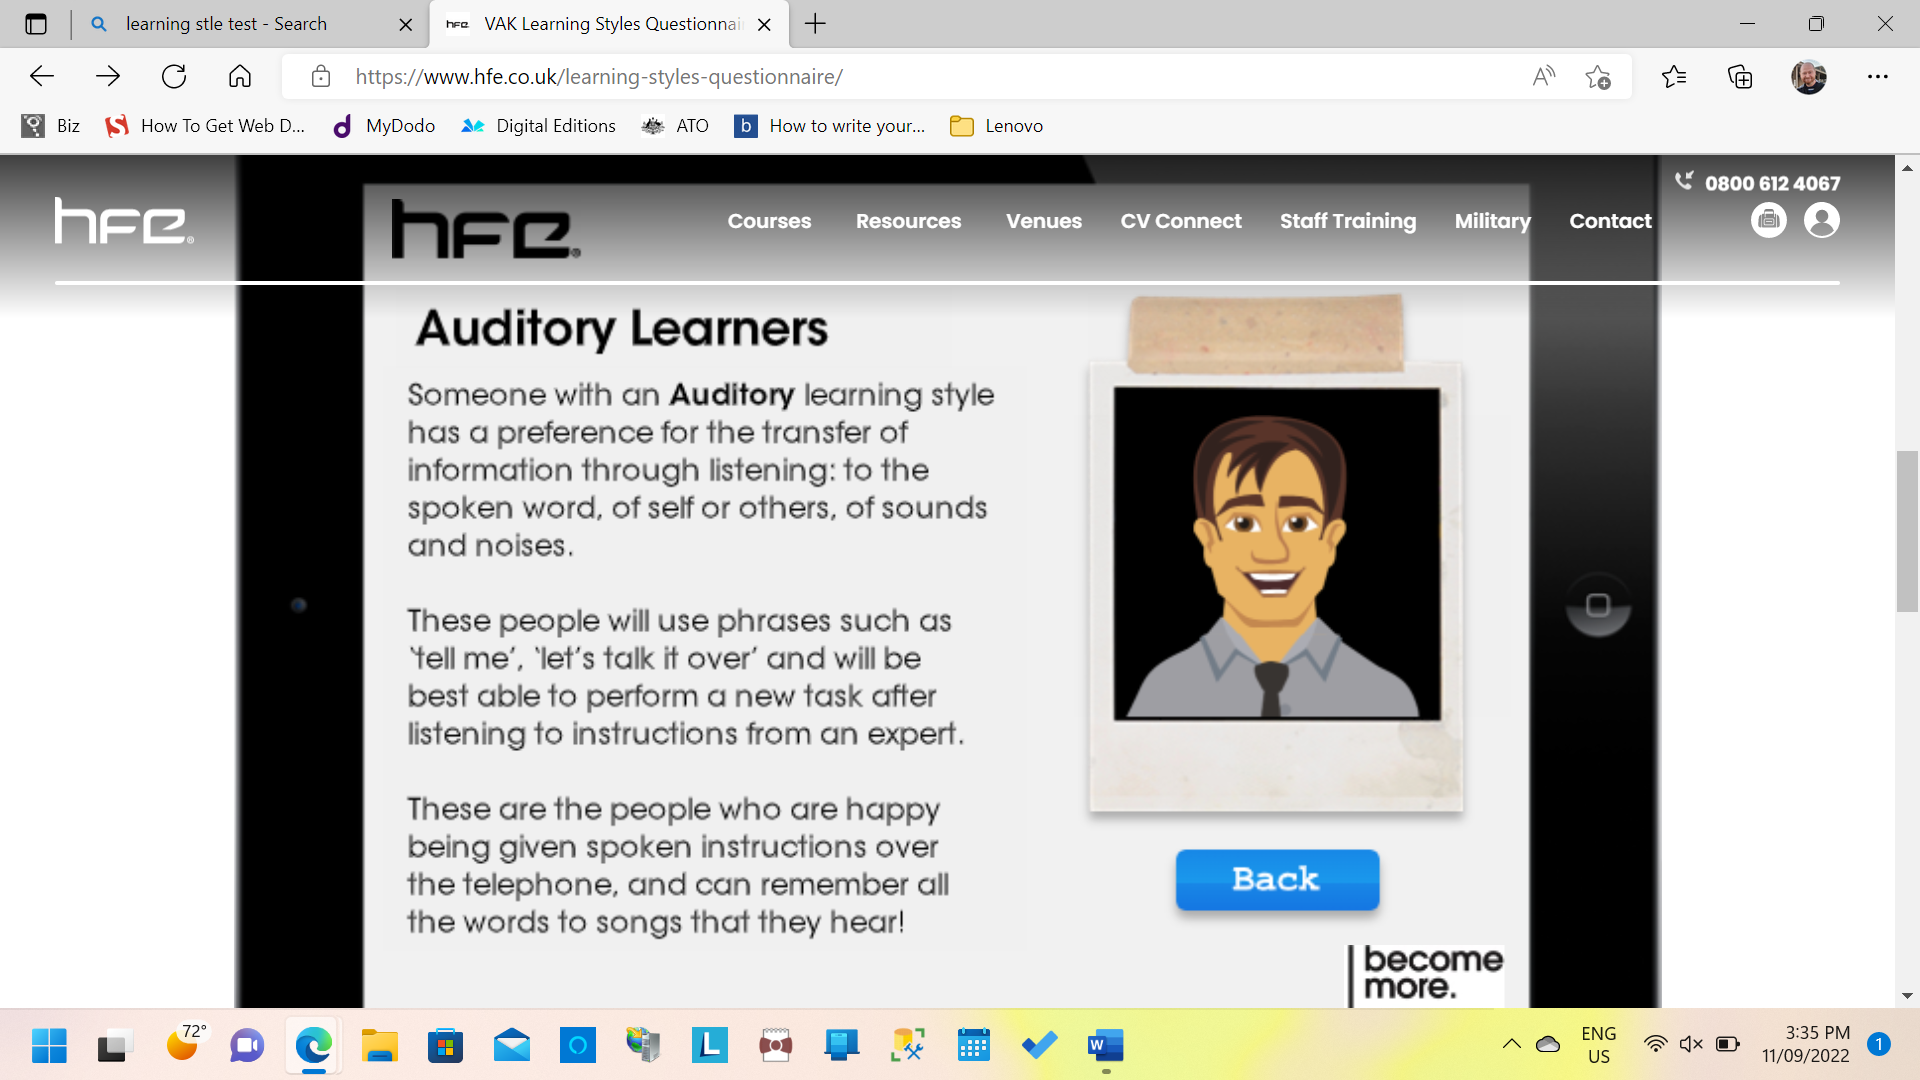 learning stle test - Search
VAK Learning Styles Questionnai
https://www.hfe.co.uk/learning-styles-questionnaire/
Biz
How To Get Web D...
MyDodo
Digital Editions
ATO
b
How to write your...
Lenovo
0800 612 4067
hfe®
hfe®
Courses
Resources
Venues
CV Connect
Staff Training
Military
Contact
Auditory Learners
Someone with an Auditory learning style
has a preference for the transfer of
information through listening: to the
spoken word, of self or others, of sounds
and noises.
These people will use phrases such as
‘tell me’, ‘let’s talk it over’ and will be
best able to perform a new task after
listening to instructions from an expert.
These are the people who are happy
being given spoken instructions over
the telephone, and can remember all
the words to songs that they hear!
Back
become
more.
72°
L
W
ENG
US
3:35 PM
11/09/2022
1